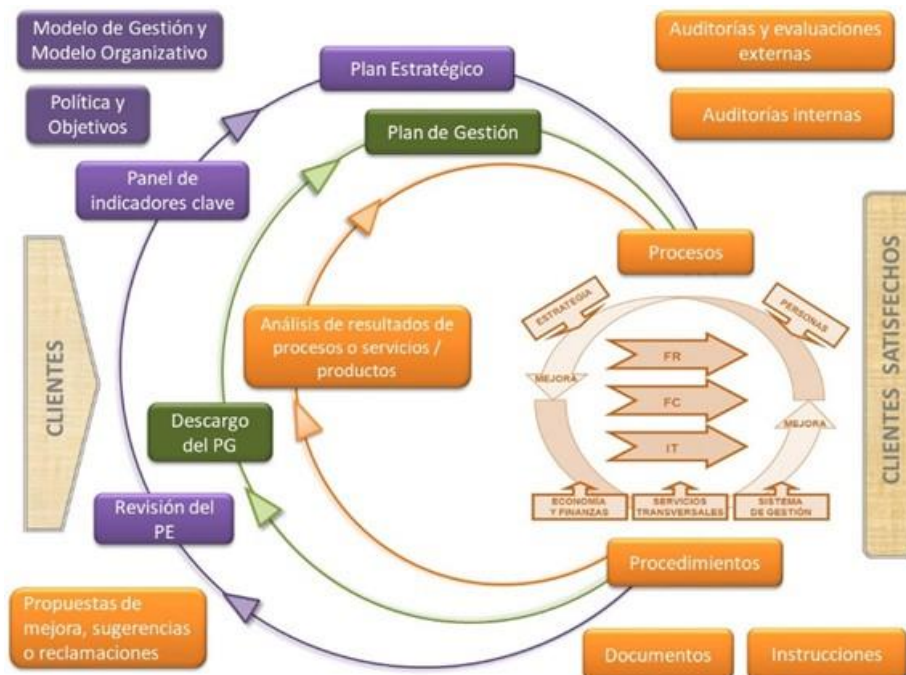 Modelo de Gestión y
Modelo Organizativo
Política y
Objetivos
Plan Estratégico
Auditorías y evaluaciones
externas
Auditorías internas
Plan de Gestión
Panel de
indicadores clave
Procesos
CLIENTES
ESTRATEGIA
PERSONAS
Análisis de resultados de
procesos o servicios /
productos
MEJORA
FR
FC
IT
MEJORA
CLIENTES SATISFECHOS
Descargo
del PG
ECONOMÍA
Y FINANZAS
SERVICIOS
TRANSVERSALES
SISTEMA
DE GESTIÓN
Revisión del
PE
Procedimientos
Propuestas de
mejora, sugerencias
o reclamaciones
Documentos
Instrucciones